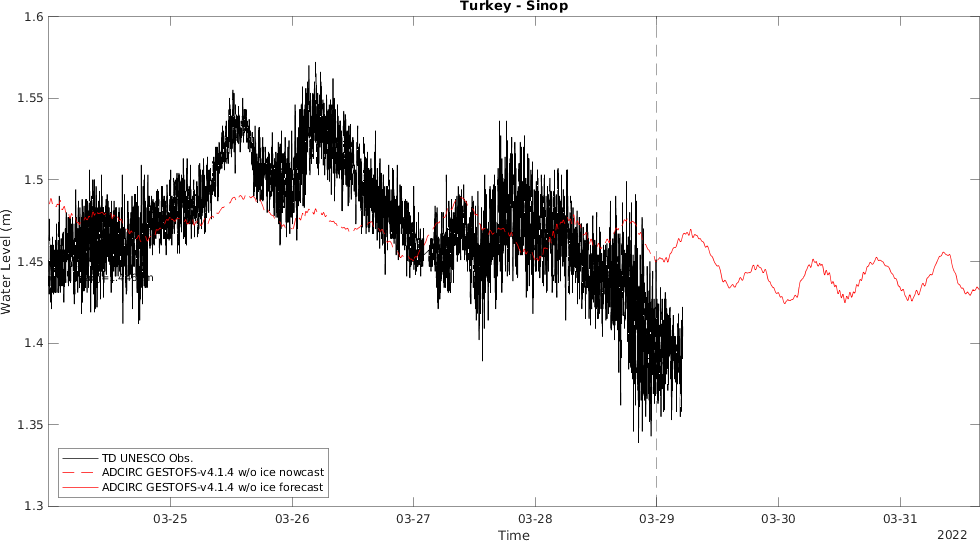 Turkey - Sinop
1.6
1.55
1.5
1.45
1.4
1.35
1.3
Water Level (m)
TD UNESCO Obs.
ADCIRC GESTOFS-v4.1.4 w/o ice nowcast
ADCIRC GESTOFS-v4.1.4 w/o ice forecast
03-25
03-26
03-27
03-28
03-29
03-30
03-31
Time
2022